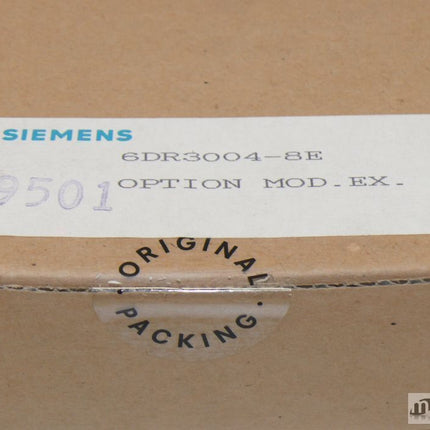 SIEMENS
6DR3004-8E
9501 OPTION MOD.EX.
ORIGINAL
PACKING